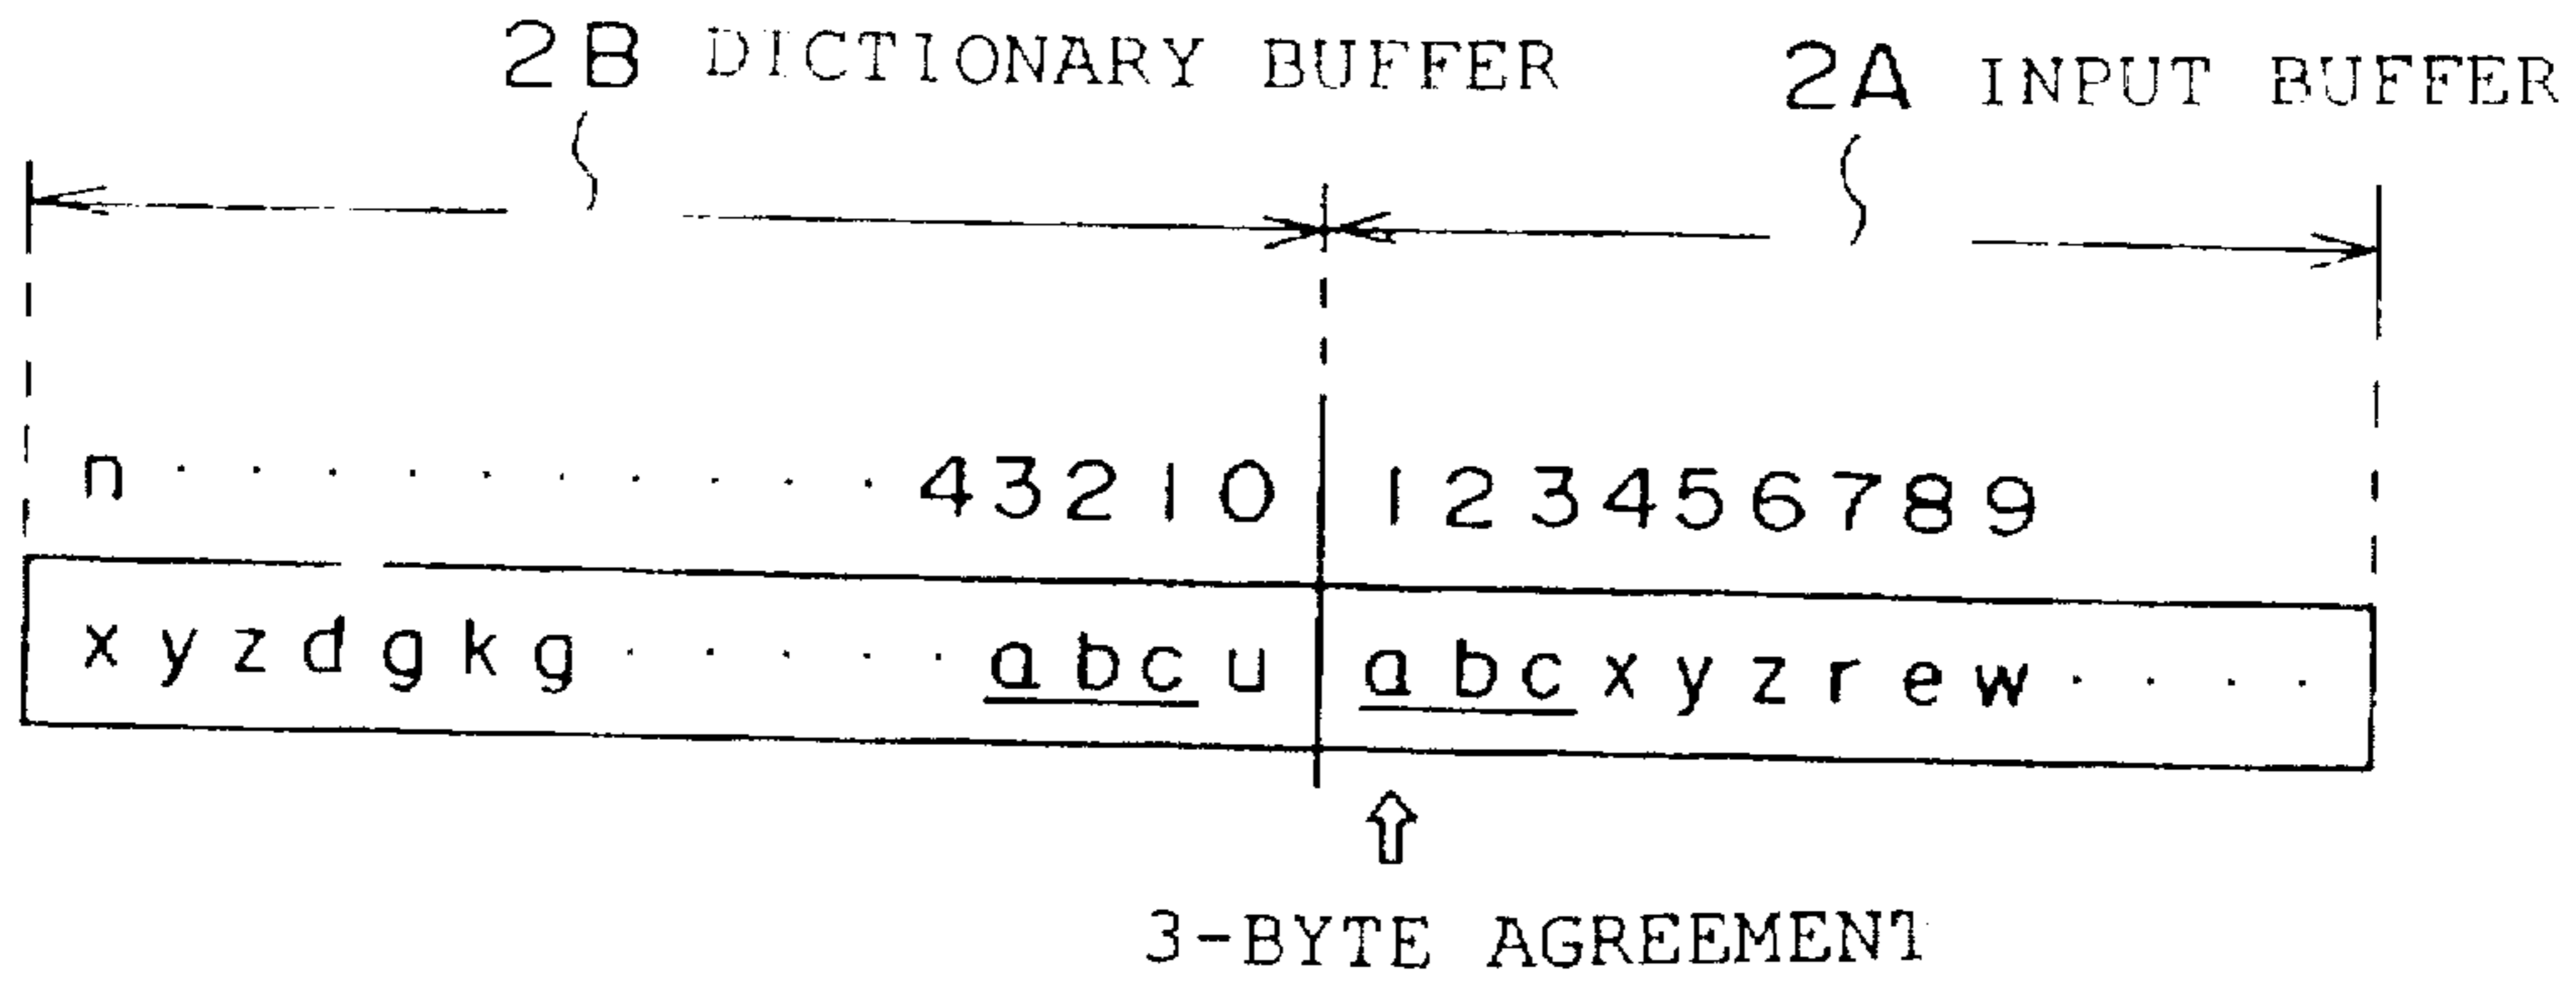 2B DICTIONARY BUFFER 2A INPUT BUFFER
n · · · · · · · · · · 4 3 2 1 0 1 2 3 4 5 6 7 8 9
x y z d g k g · · · · · a b c u a b c x y z r e w · · · ·
3-BYTE AGREEMENT